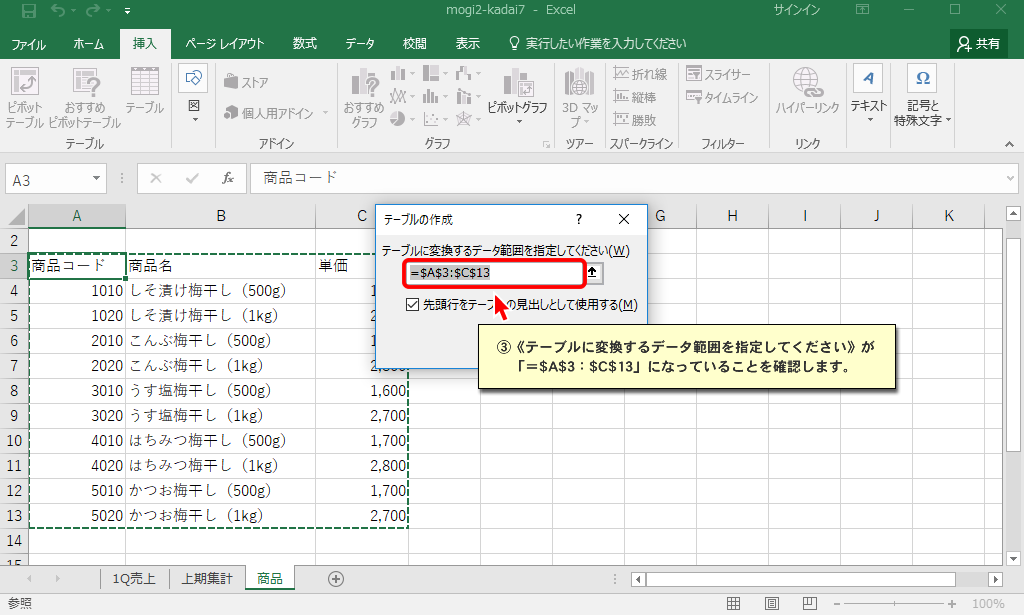 mogi2-kadai7 - Excel
サインイン
ファイル ホーム 挿入 ページ レイアウト 数式 データ 校閲 表示 実行したい作業を入力してください 共有
ピボット
テーブル
おすすめ
ピボットテーブル
テーブル
図
ストア
個人用アドイン
おすすめ
グラフ
ピボットグラフ
3D マッ
プ
折れ線
縦棒
勝敗
スライサー
タイムライン
ハイパーリンク
テキスト
記号と
特殊文字
テーブル アドイン グラフ ツアー スパークライン フィルター リンク
A3 fx 商品コード
A B C G H I J K
2
3 商品コード 商品名 単価
4 1010 しそ漬け梅干し（500g）
5 1020 しそ漬け梅干し（1kg）
6 2010 こんぶ梅干し（500g）
7 2020 こんぶ梅干し（1kg）
8 3010 うす塩梅干し（500g） 1,600
9 3020 うす塩梅干し（1kg） 2,700
10 4010 はちみつ梅干し（500g） 1,700
11 4020 はちみつ梅干し（1kg） 2,800
12 5010 かつお梅干し（500g） 1,700
13 5020 かつお梅干し（1kg） 2,700
14
15
テーブルの作成 ?
テーブルに変換するデータ範囲を指定してください(W)
=$A$3:$C$13
先頭行をテーブルの見出しとして使用する(M)
③《テーブルに変換するデータ範囲を指定してください》が
「＝$A$3：$C$13」になっていることを確認します。
1Q売上 上期集計 商品
参照 100%